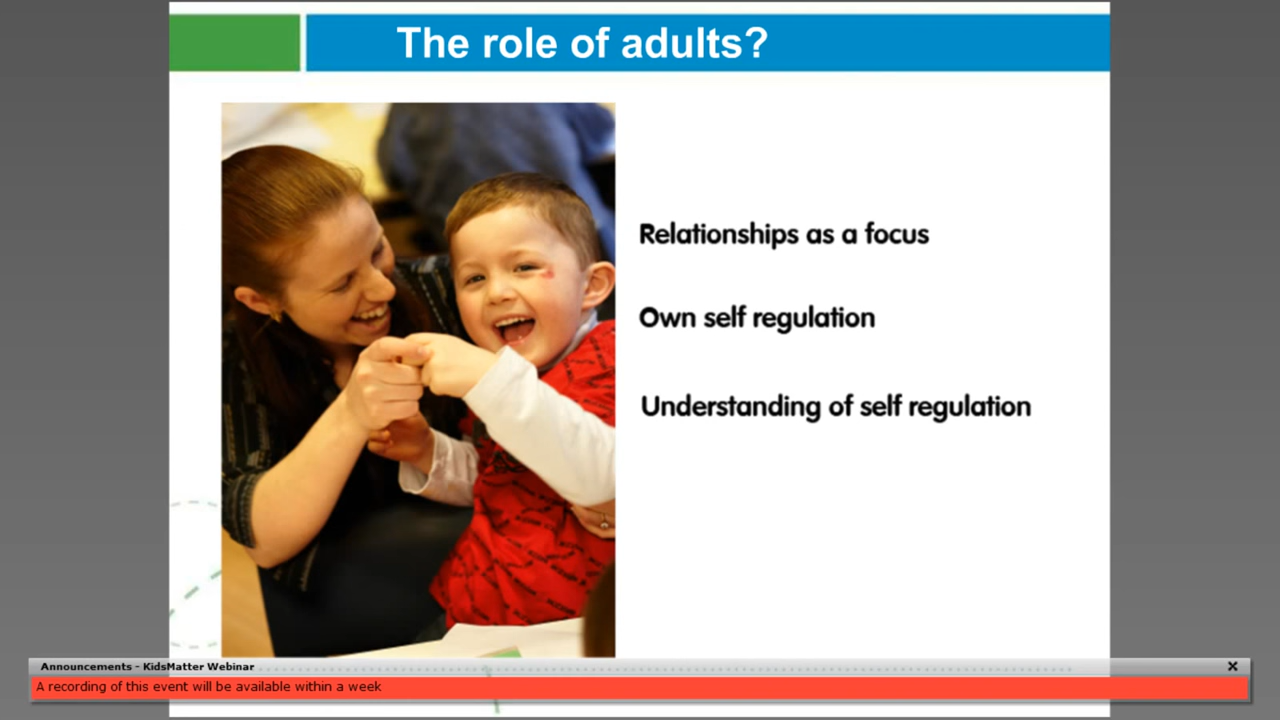 The role of adults?
Relationships as a focus
Own self regulation
Understanding of self regulation
Announcements - KidsMatter Webinar
A recording of this event will be available within a week